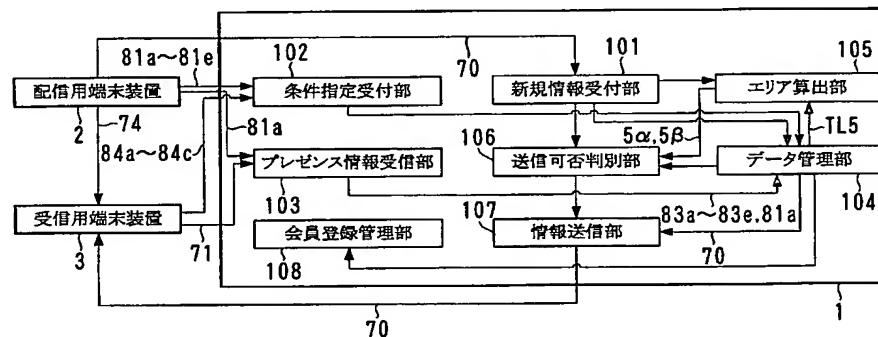 81a～81e
102
70
101
105
配信用端末装置
条件指定受付部
新規情報受付部
エリア算出部
2
74
81a
5α,5β
TL5
84a～84c
106
プレゼンス情報受信部
送信可否判別部
データ管理部
103
107
83a～83e,81a
104
受信用端末装置
会員登録管理部
情報送信部
3
71
108
70
70
1